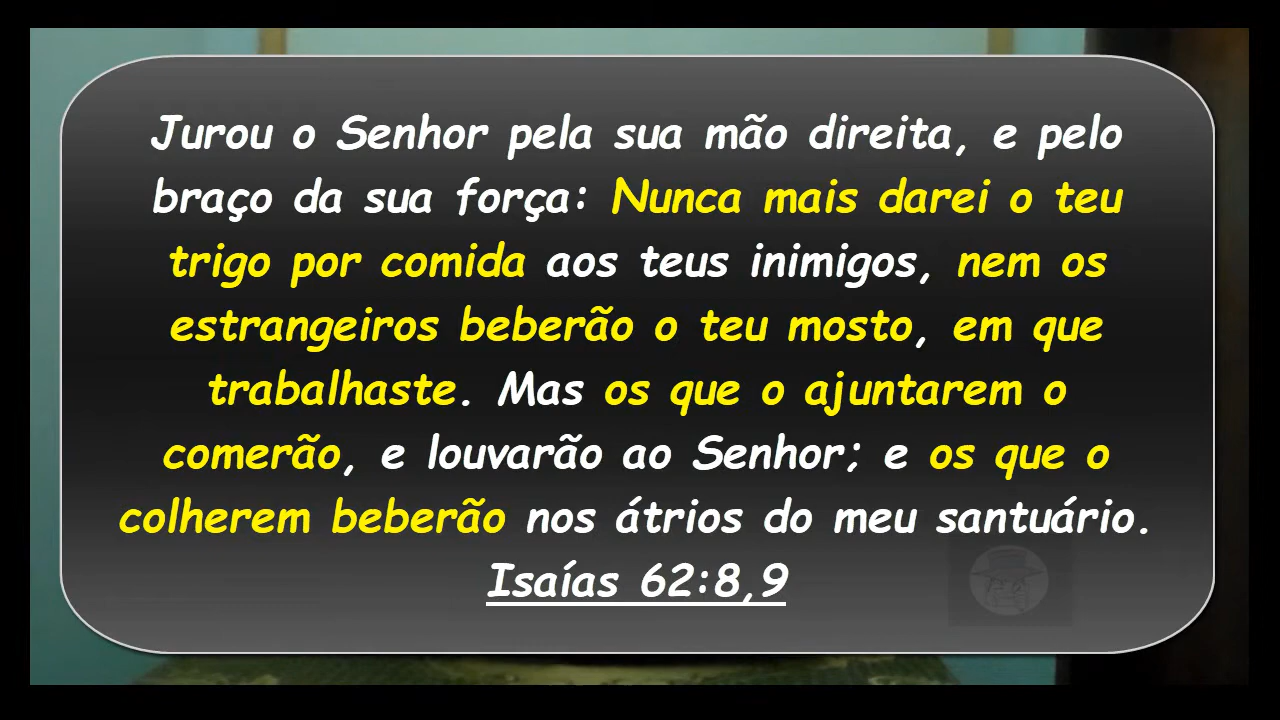 Jurou o Senhor pela sua mão direita, e pelo
braço da sua força: Nunca mais darei o teu
trigo por comida aos teus inimigos, nem os
estrangeiros beberão o teu mosto, em que
trabalhaste. Mas os que o ajuntarem o
comerão, e louvarão ao Senhor; e os que o
colherem beberão nos átrios do meu santuário.
Isaías 62:8,9